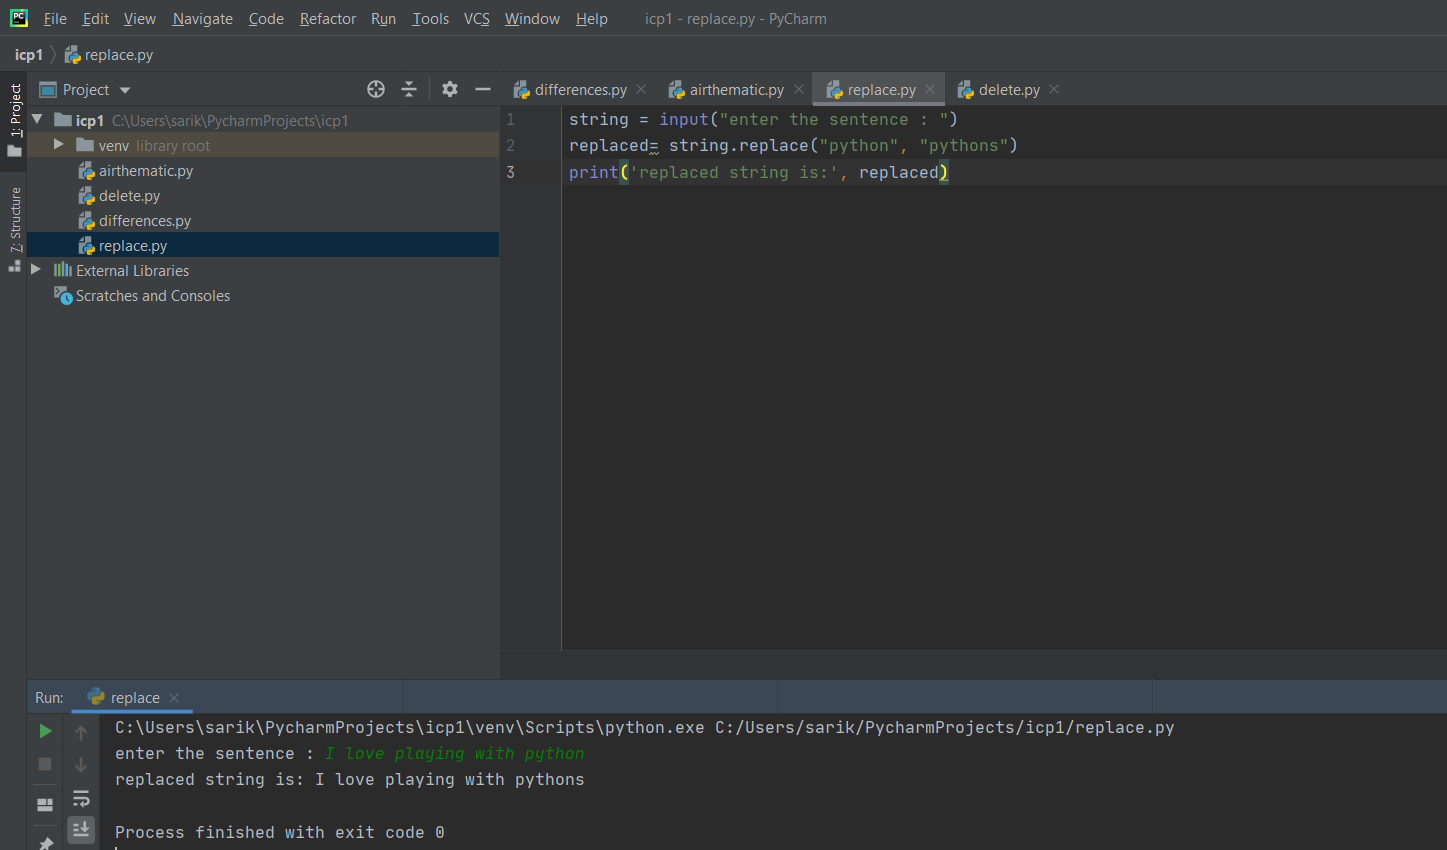 PC File Edit View Navigate Code Refactor Run Tools VCS Window Help icp1 - replace.py - PyCharm
icp1 replace.py
1: Project
Z: Structure
Project
icp1 C:\Users\sarik\PycharmProjects\icp1
venv library root
airthematic.py
delete.py
differences.py
replace.py
External Libraries
Scratches and Consoles
differences.py airthematic.py replace.py delete.py
1 string = input("enter the sentence : ")
2 replaced= string.replace("python", "pythons")
3 print('replaced string is:', replaced)
Run: replace
C:\Users\sarik\PycharmProjects\icp1\venv\Scripts\python.exe C:/Users/sarik/PycharmProjects/icp1/replace.py
enter the sentence : I love playing with python
replaced string is: I love playing with pythons
Process finished with exit code 0